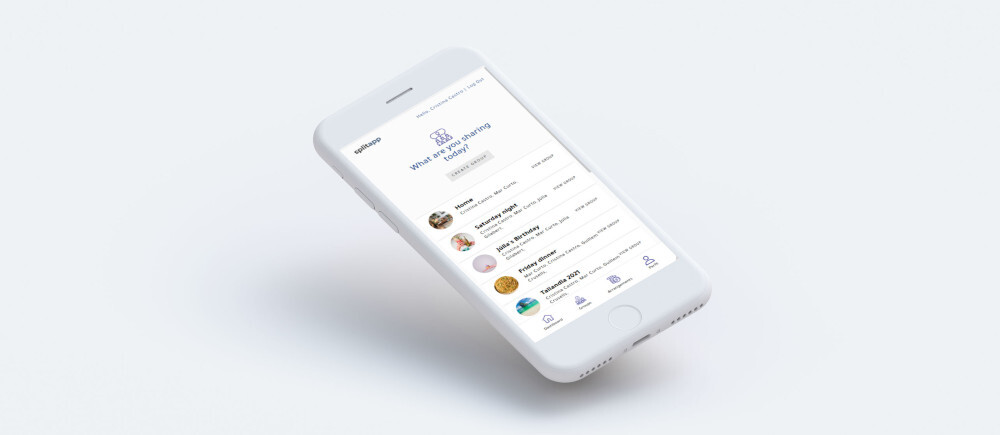 Hello, Cristina Castro / Log Out
splitapp
What are you sharing
today?
CREATE GROUP
Home
Cristina Castro, Mar Curto,
VIEW GROUP
Saturday night
Cristina Castro, Mar Curto, Júlia
Gisbert,
VIEW GROUP
Júlia's Birthday
Cristina Castro, Mar Curto, Júlia
Gisbert,
VIEW GROUP
Friday dinner
Mar Curto, Cristina Castro, Guillem
Crusells,
VIEW GROUP
Tailandia 2021
Cristina Castro, Mar Curto, Guillem
Crusells,
VIEW GROUP
Dashboard
Groups
Arrangements